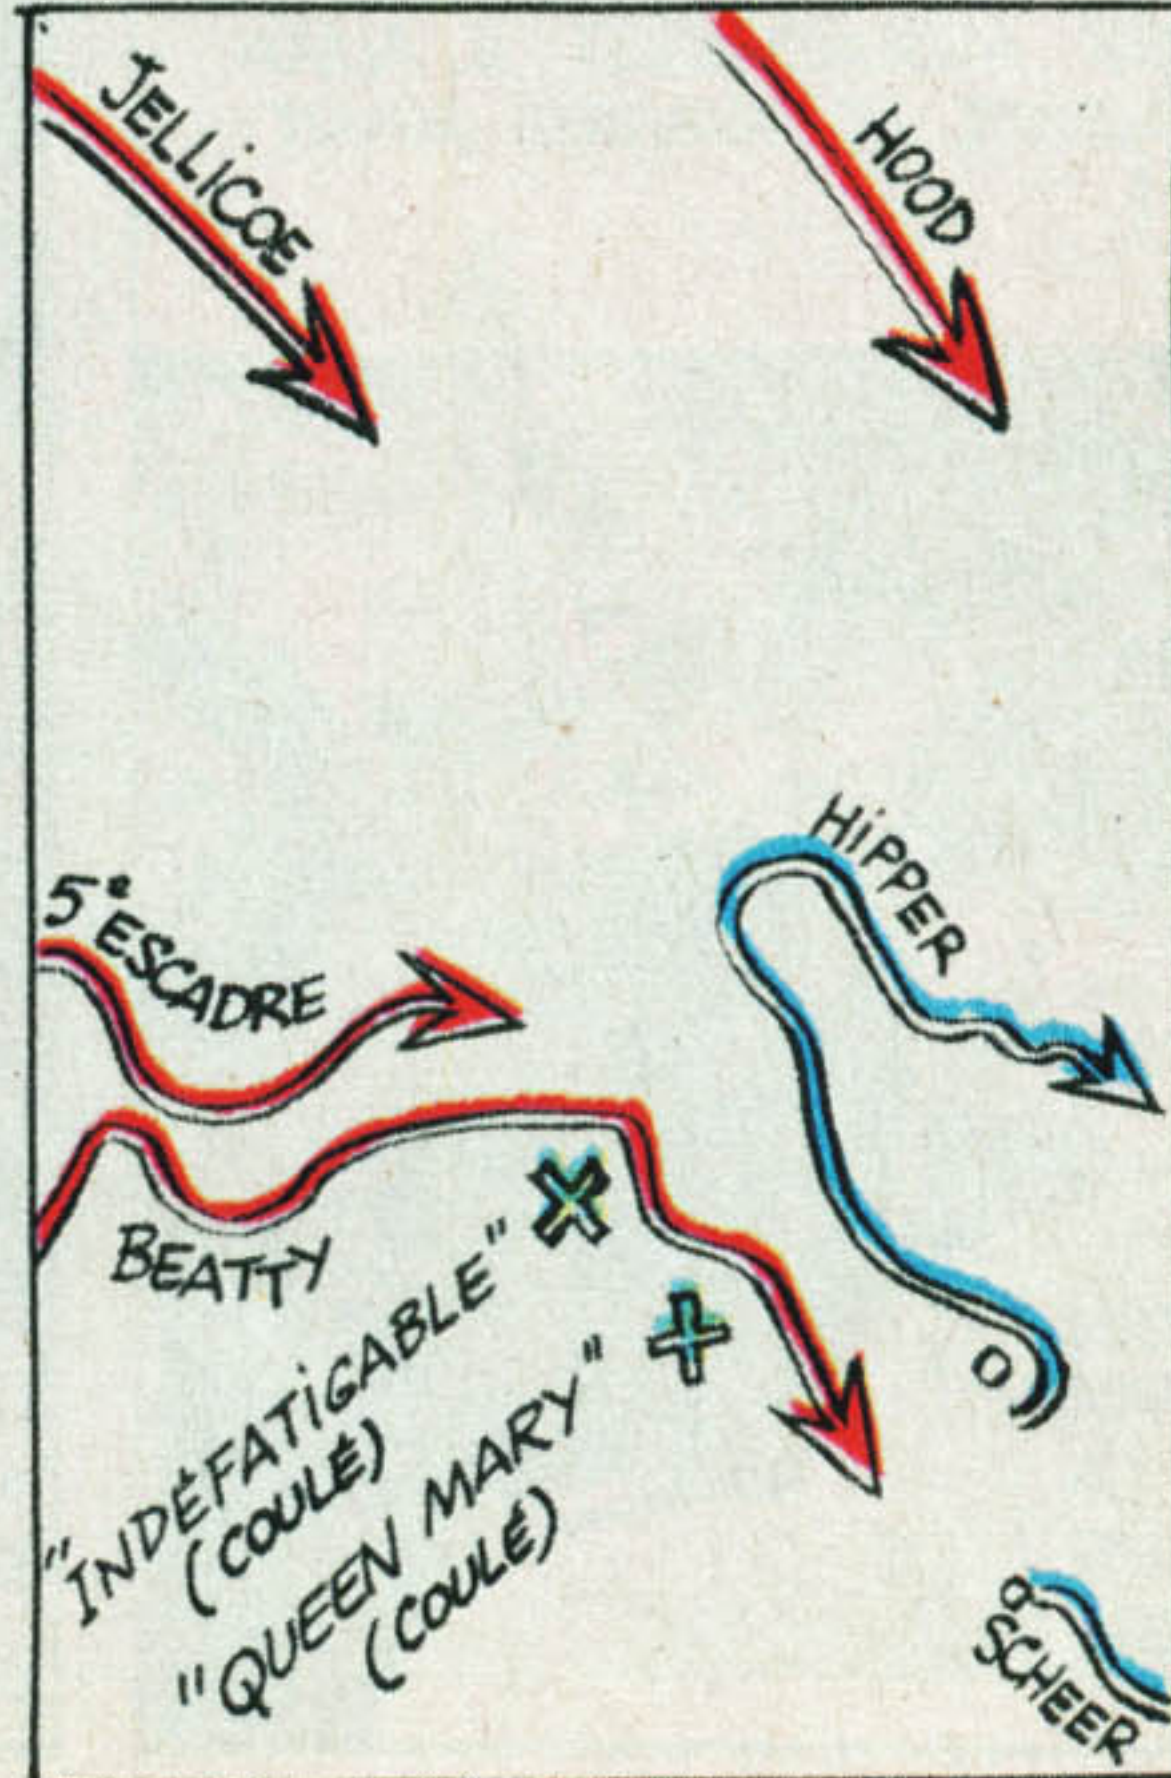 JELLICOE
HOOD
HIPPER
5e ESCADRE
BEATTY
"INDÉFATIGABLE"
(COULÉ)
"QUEEN MARY"
(COULÉ)
SCHEER